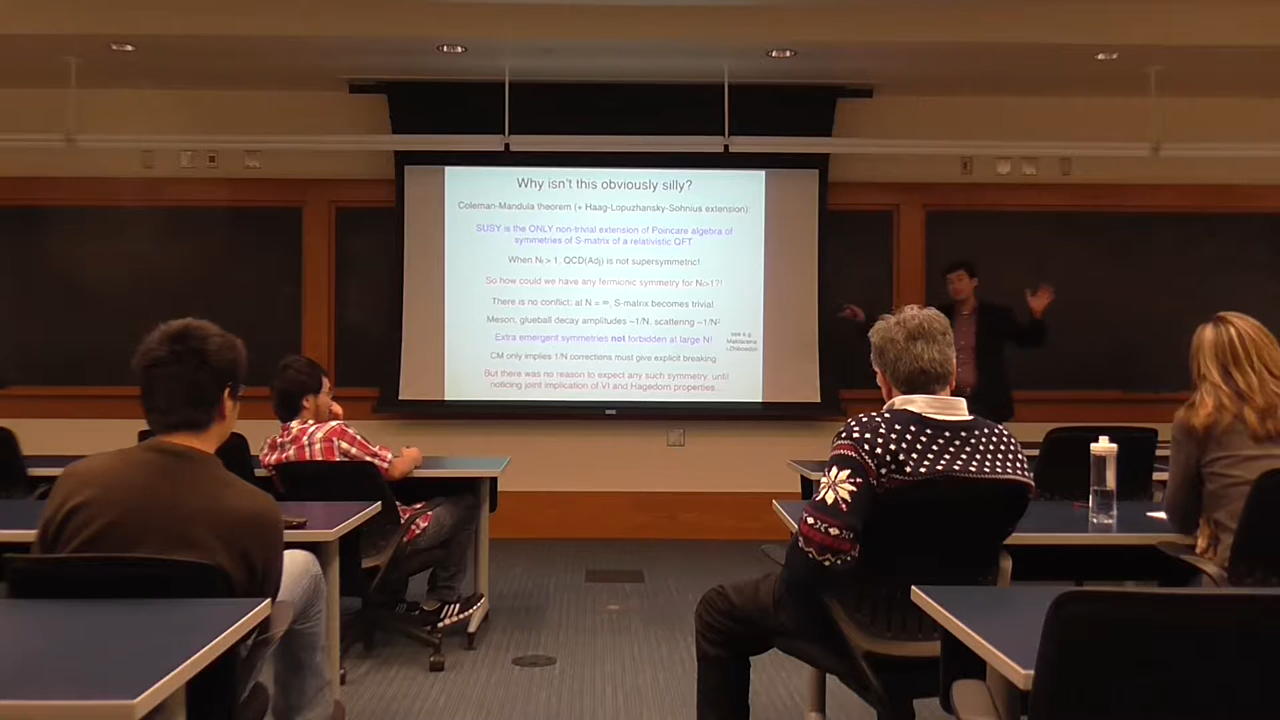 Why isn't this obviously silly?
Coleman-Mandula theorem (+ Haag-Lopuzhansky-Sohnius extension):
SUSY is the ONLY non-trivial extension of Poincare algebra of
symmetries of S-matrix of a relativistic QFT
When Nf > 1, QCD(Adj) is not supersymmetric!
So how could we have any fermionic symmetry for Nf>1?!
There is no conflict: at N = ∞, S-matrix becomes trivial
Meson, glueball decay amplitudes ~1/N, scattering ~1/N²
Extra emergent symmetries not forbidden at large N!
see e.g.
Maldacena
-Zhiboedov
CM only implies 1/N corrections must give explicit breaking
But there was no reason to expect any such symmetry, until
noticing joint implication of VI and Hagedorn properties...